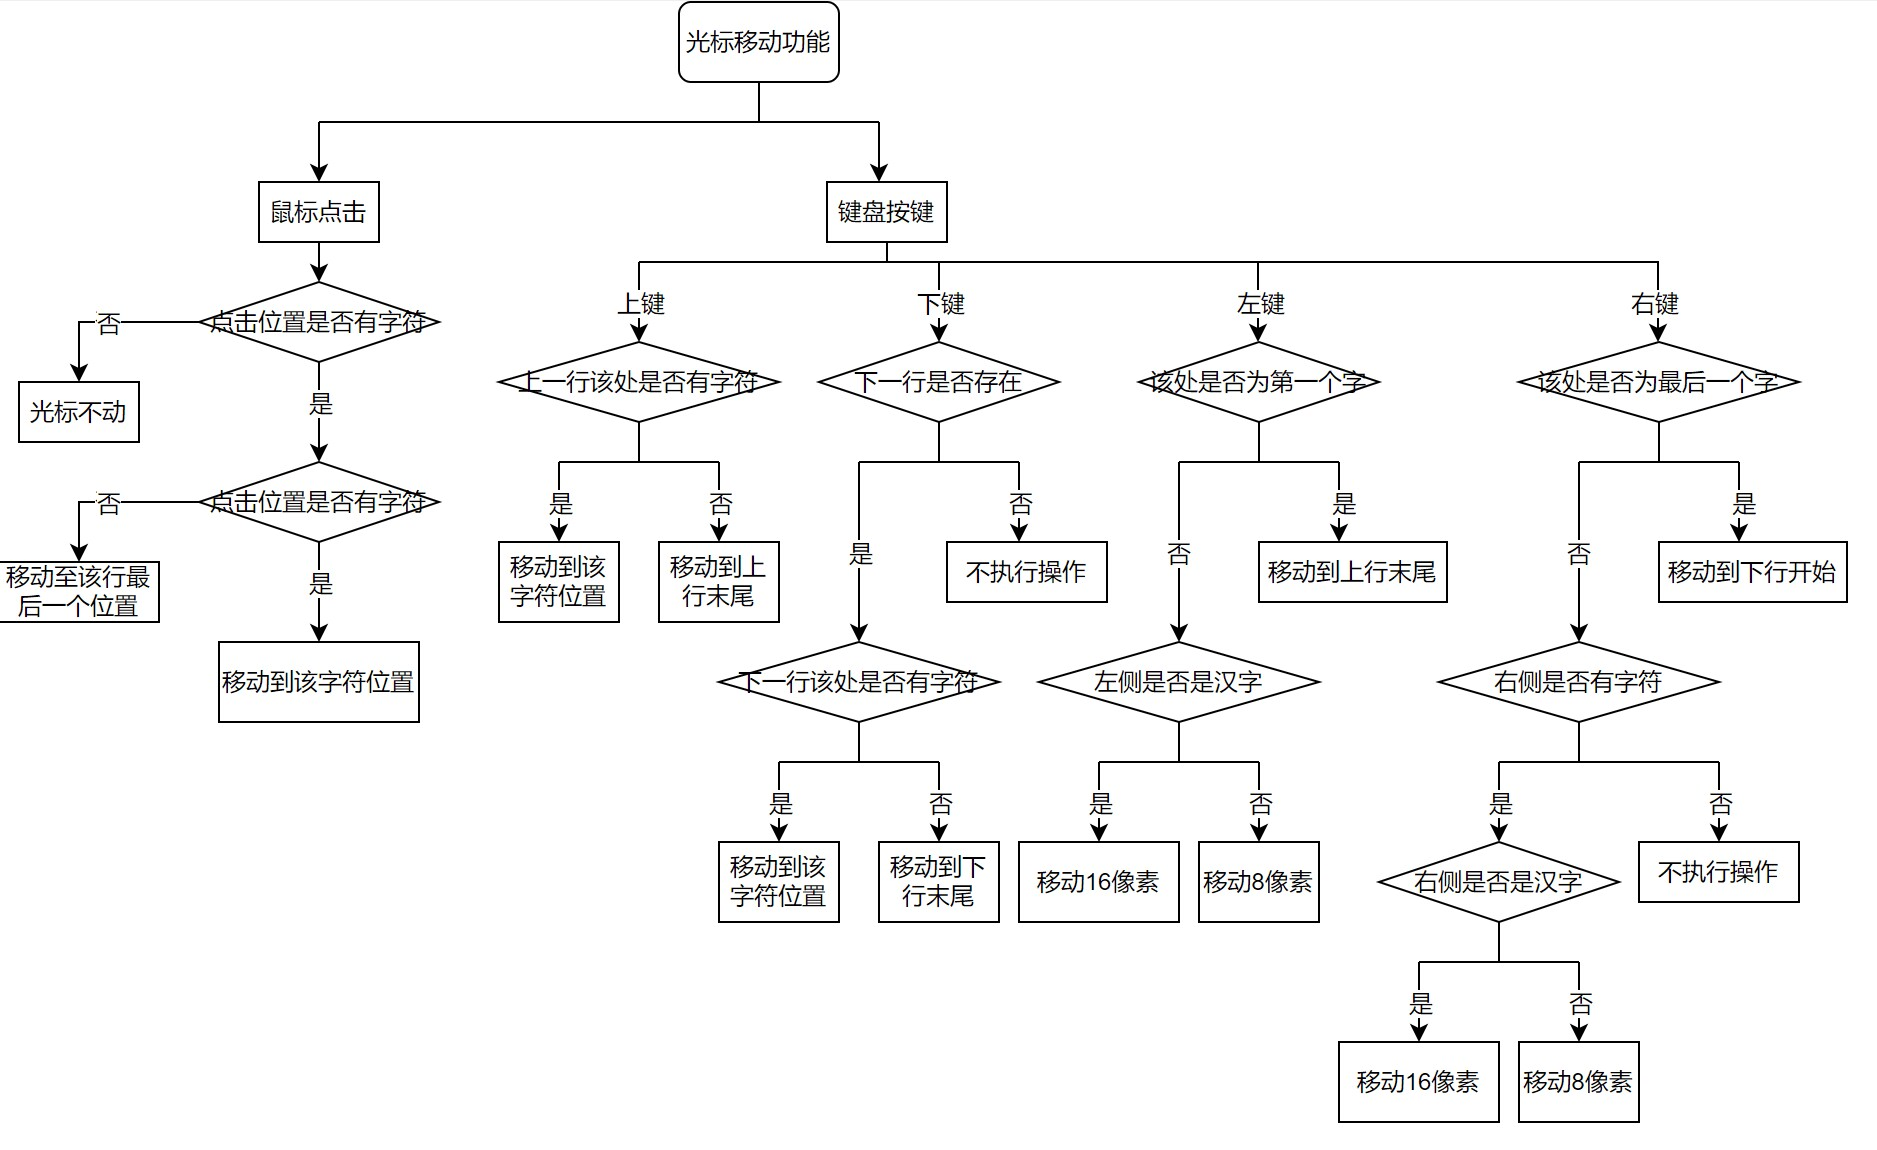 光标移动功能
鼠标点击
键盘按键
上键
下键
左键
右键
点击位置是否有字符
否
上一行该处是否有字符
下一行是否存在
该处是否为第一个字
该处是否为最后一个字
光标不动
是
点击位置是否有字符
否
是
否
否
是
是
是
否
否
移动至该行最
后一个位置
是
移动到该
字符位置
移动到上
行末尾
不执行操作
移动到上行末尾
移动到下行开始
移动到该字符位置
下一行该处是否有字符
左侧是否是汉字
右侧是否有字符
是
否
是
否
是
否
移动到该
字符位置
移动到下
行末尾
移动16像素
移动8像素
右侧是否是汉字
不执行操作
是
否
移动16像素
移动8像素